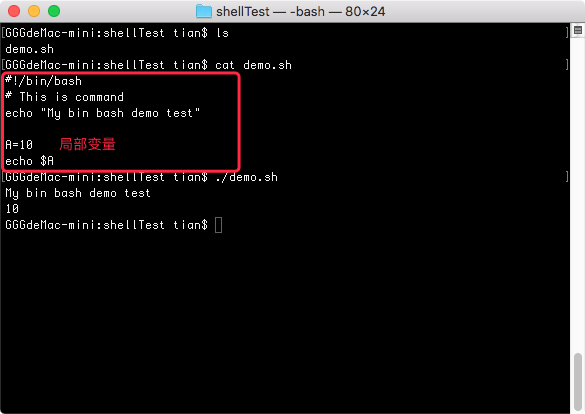 shellTest — -bash — 80×24
[GGGdeMac-mini:shellTest tian$ ls ]
demo.sh
[GGGdeMac-mini:shellTest tian$ cat demo.sh ]
#!/bin/bash
# This is command
echo "My bin bash demo test"
A=10 局部变量
echo $A
[GGGdeMac-mini:shellTest tian$ ./demo.sh ]
My bin bash demo test
10
GGGdeMac-mini:shellTest tian$